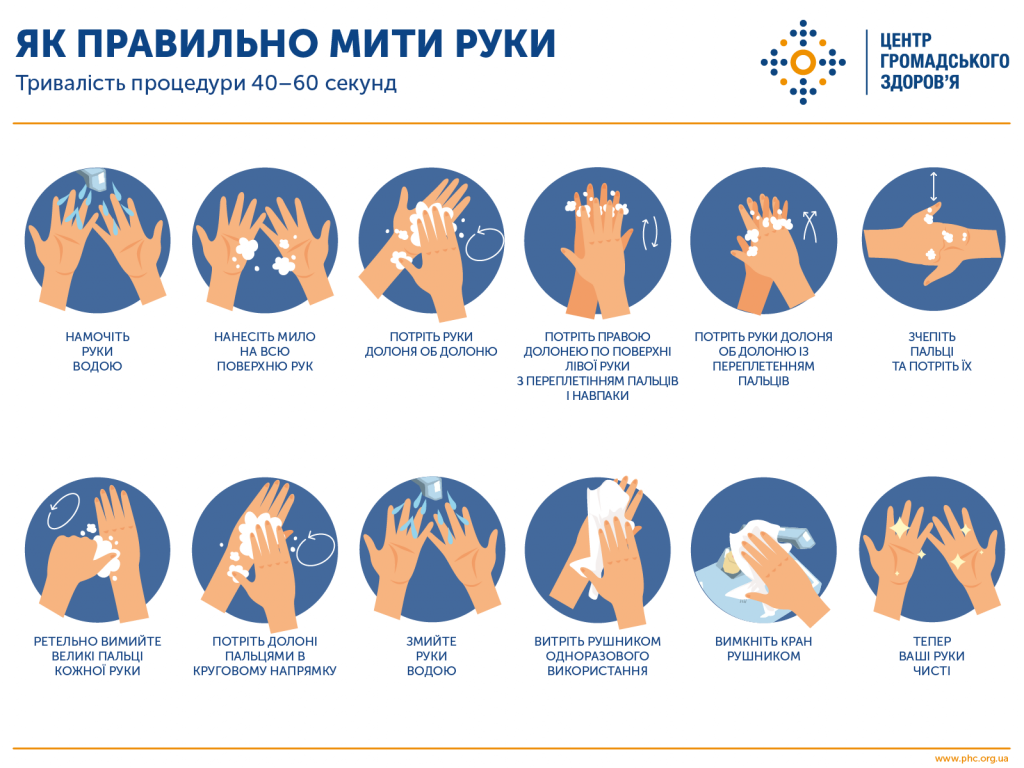 ЯК ПРАВИЛЬНО МИТИ РУКИ
Тривалість процедури 40–60 секунд
ЦЕНТР
ГРОМАДСЬКОГО
ЗДОРОВ'Я
НАМОЧІТЬ
РУКИ
ВОДОЮ
НАНЕСІТЬ МИЛО
НА ВСЮ
ПОВЕРХНЮ РУК
ПОТРІТЬ РУКИ
ДОЛОНЯ ОБ ДОЛОНЮ
ПОТРІТЬ ПРАВОЮ
ДОЛОНЕЮ ПО ПОВЕРХНІ
ЛІВОЇ РУКИ
З ПЕРЕПЛЕТІННЯМ ПАЛЬЦІВ
І НАВПАКИ
ПОТРІТЬ РУКИ ДОЛОНЯ
ОБ ДОЛОНЮ ІЗ
ПЕРЕПЛЕТЕННЯМ
ПАЛЬЦІВ
ЗЧЕПІТЬ
ПАЛЬЦІ
ТА ПОТРІТЬ ЇХ
РЕТЕЛЬНО ВИМИЙТЕ
ВЕЛИКІ ПАЛЬЦІ
КОЖНОЇ РУКИ
ПОТРІТЬ ДОЛОНІ
ПАЛЬЦЯМИ В
КРУГОВОМУ НАПРЯМКУ
ЗМИЙТЕ
РУКИ
ВОДОЮ
ВИТРІТЬ РУШНИКОМ
ОДНОРАЗОВОГО
ВИКОРИСТАННЯ
ВИМКНІТЬ КРАН
РУШНИКОМ
ТЕПЕР
ВАШІ РУКИ
ЧИСТІ
www.phc.org.ua